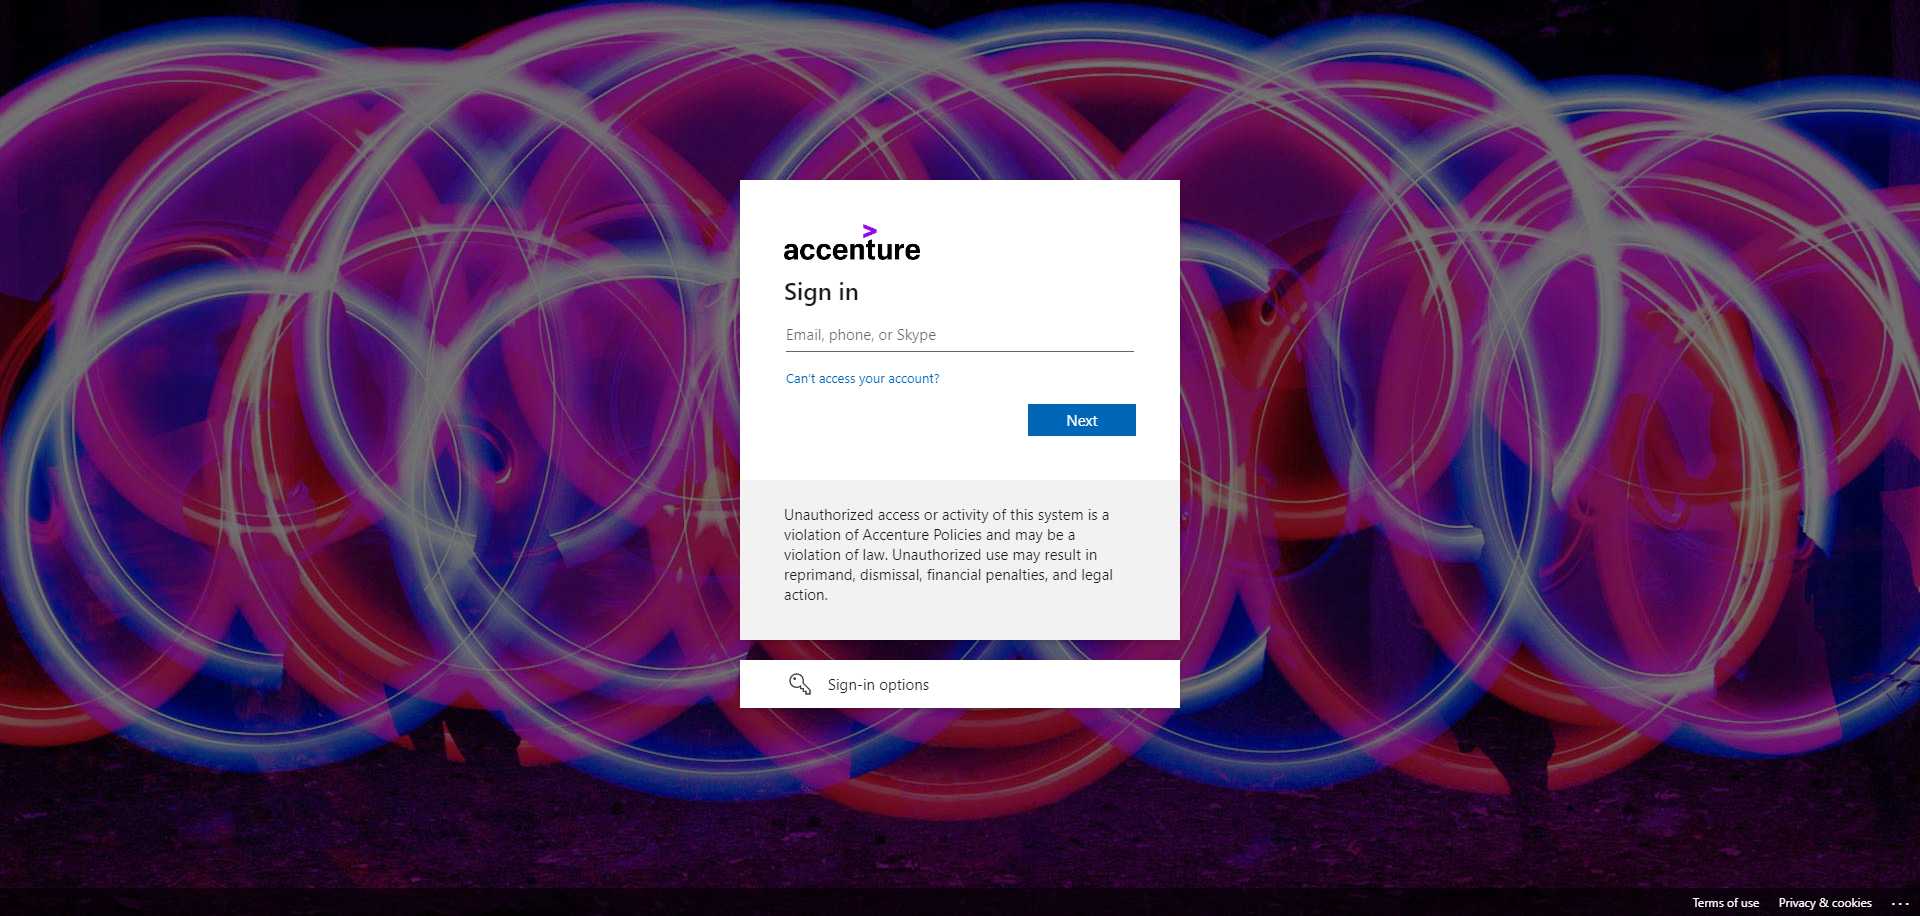 accenture
Sign in
Email, phone, or Skype
Can't access your account?
Next
Unauthorized access or activity of this system is a
violation of Accenture Policies and may be a
violation of law. Unauthorized use may result in
reprimand, dismissal, financial penalties, and legal
action.
Sign-in options
Terms of use Privacy & cookies ...